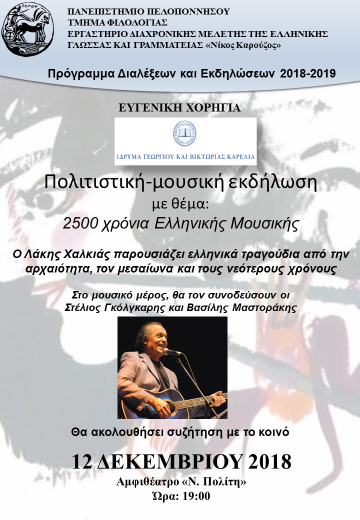 ΠΑΝΕΠΙΣΤΗΜΙΟ ΠΕΛΟΠΟΝΝΗΣΟΥ
ΤΜΗΜΑ ΦΙΛΟΛΟΓΙΑΣ
ΕΡΓΑΣΤΗΡΙΟ ΔΙΑΧΡΟΝΙΚΗΣ ΜΕΛΕΤΗΣ ΤΗΣ ΕΛΛΗΝΙΚΗΣ
ΓΛΩΣΣΑΣ ΚΑΙ ΓΡΑΜΜΑΤΕΙΑΣ «Νίκος Καρούζος»
Πρόγραμμα Διαλέξεων και Εκδηλώσεων 2018-2019
ΕΥΓΕΝΙΚΗ ΧΟΡΗΓΙΑ
ΙΔΡΥΜΑ ΓΕΩΡΓΙΟΥ ΚΑΙ ΒΙΚΤΩΡΙΑΣ ΚΑΡΕΛΙΑ
Πολιτιστική-μουσική εκδήλωση
με θέμα:
2500 χρόνια Ελληνικής Μουσικής
Ο Λάκης Χαλκιάς παρουσιάζει ελληνικά τραγούδια από την
αρχαιότητα, τον μεσαίωνα και τους νεότερους χρόνους
Στο μουσικό μέρος, θα τον συνοδεύσουν οι
Στέλιος Γκόλγκαρης και Βασίλης Μαστοράκης
Θα ακολουθήσει συζήτηση με το κοινό
12 ΔΕΚΕΜΒΡΙΟΥ 2018
Αμφιθέατρο «Ν. Πολίτη»
Ώρα: 19:00